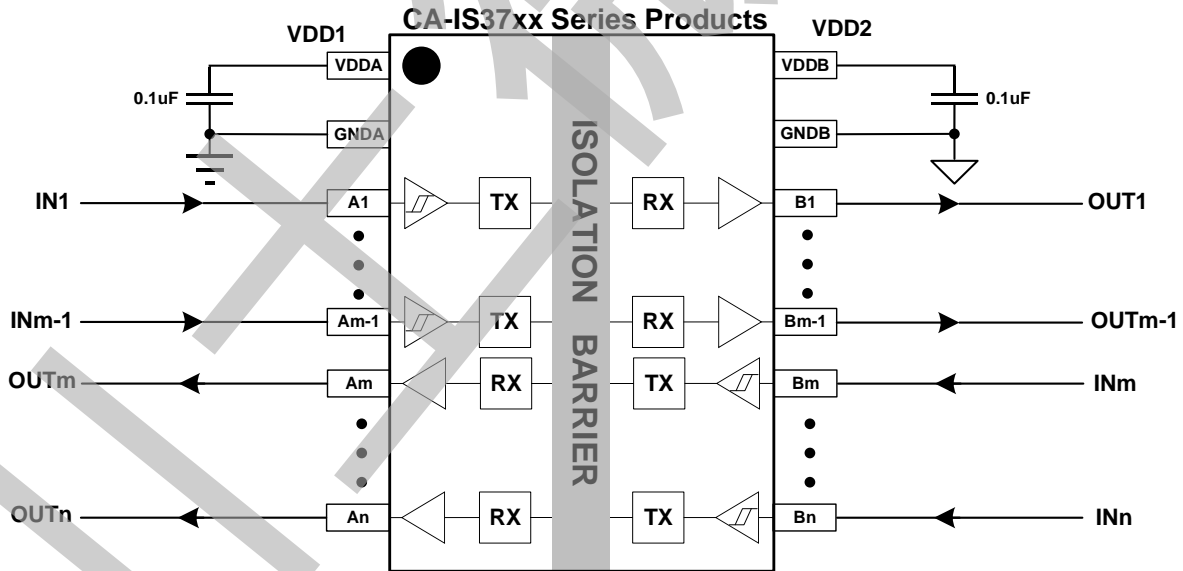 CA-IS37xx Series Products
VDD1
VDD2
VDDA
VDDB
0.1uF
0.1uF
GNDA
GNDB
ISOLATION BARRIER
IN1
A1
TX
RX
B1
OUT1
INm-1
Am-1
TX
RX
Bm-1
OUTm-1
OUTm
Am
RX
TX
Bm
INm
OUTn
An
RX
TX
Bn
INn